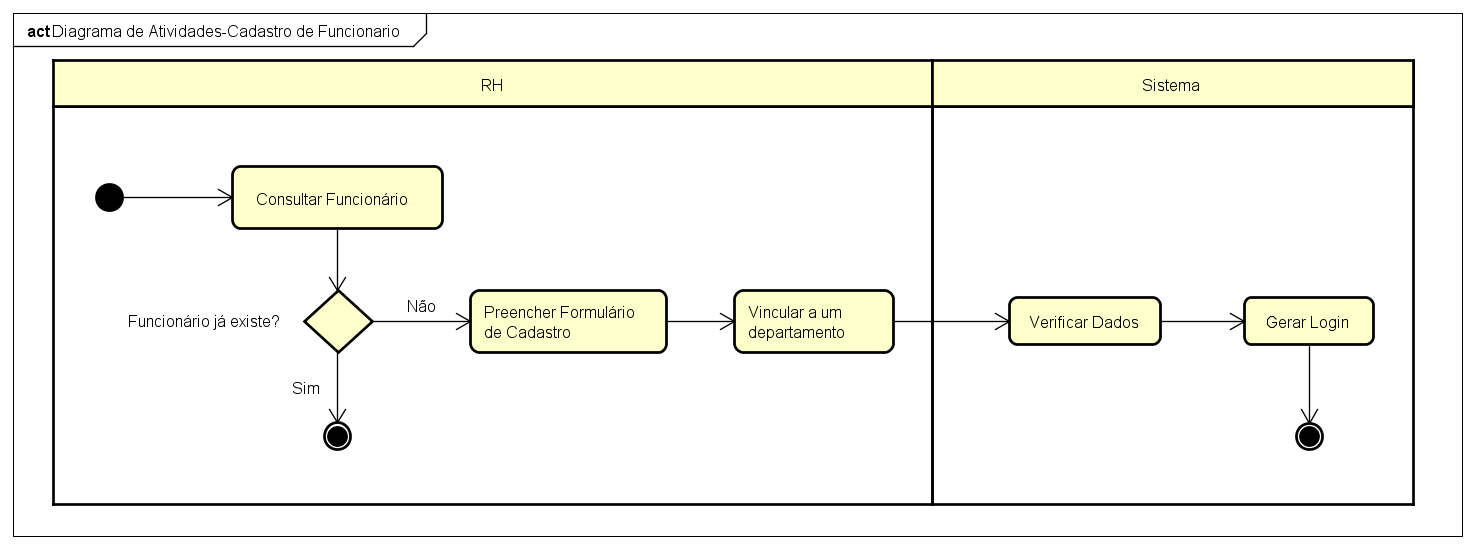 act Diagrama de Atividades-Cadastro de Funcionario
RH
Sistema
Consultar Funcionário
Funcionário já existe?
Não
Preencher Formulário
de Cadastro
Vincular a um
departamento
Verificar Dados
Gerar Login
Sim